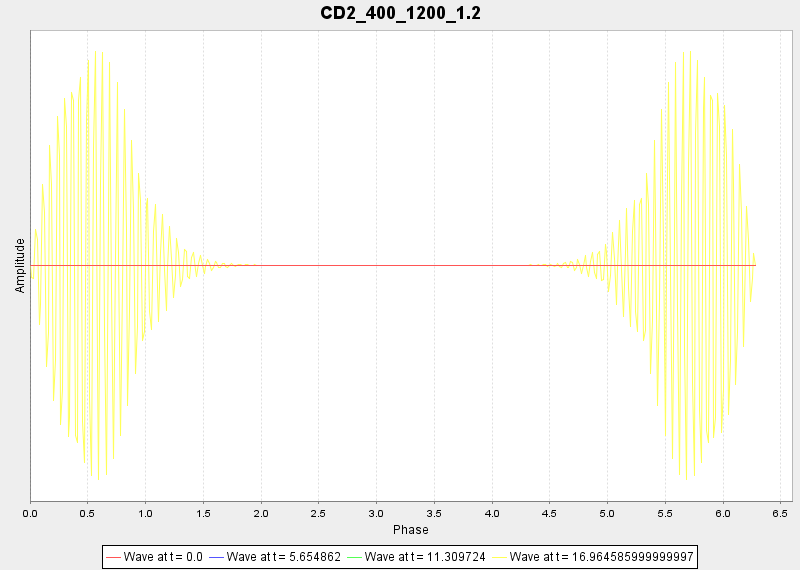 CD2_400_1200_1.2
Amplitude
0.0 0.5 1.0 1.5 2.0 2.5 3.0 3.5 4.0 4.5 5.0 5.5 6.0 6.5
Phase
Wave at t= 0.0 Wave at t= 5.654862 Wave at t= 11.309724 Wave at t= 16.964585999999997